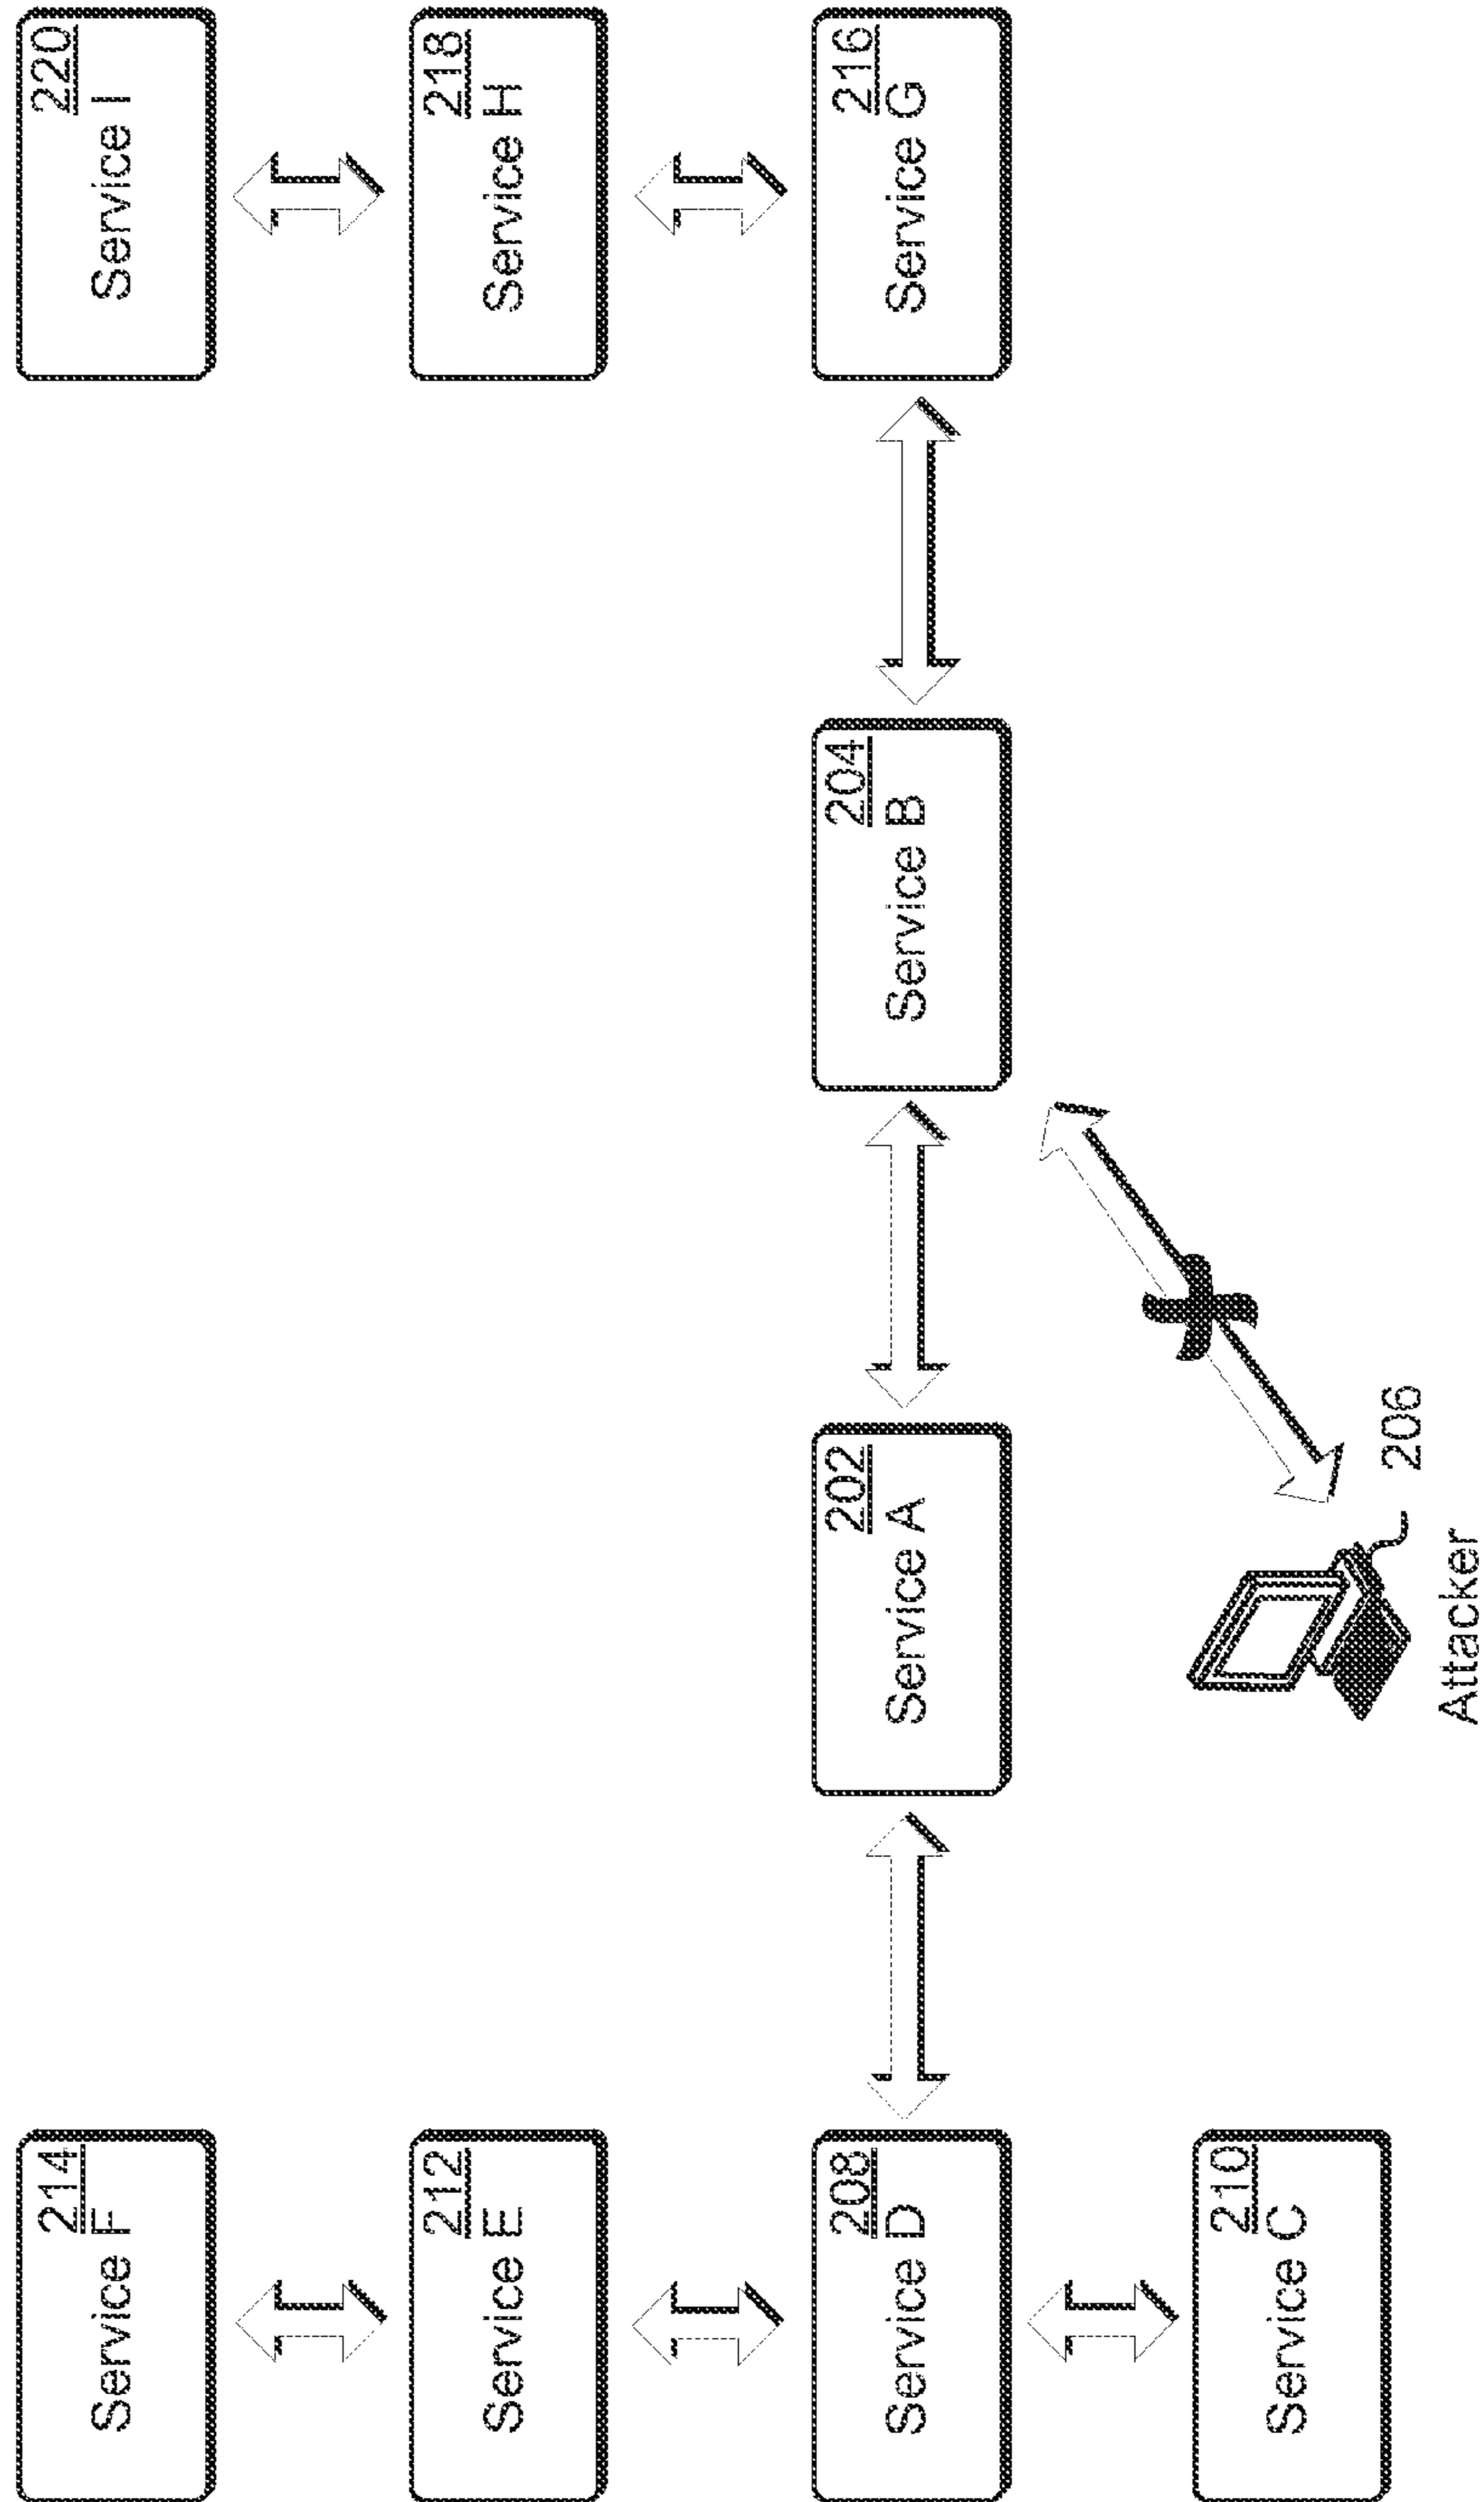 214
Service F
220
Service I
212
Service E
218
Service H
208
Service D
202
Service A
204
Service B
216
Service G
210
Service C
206
Attacker